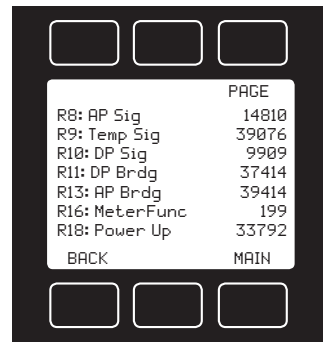 PAGE
R8: AP Sig 14810
R9: Temp Sig 39076
R10: DP Sig 9909
R11: DP Brdg 37414
R13: AP Brdg 39414
R16: MeterFunc 199
R18: Power Up 33792
BACK MAIN